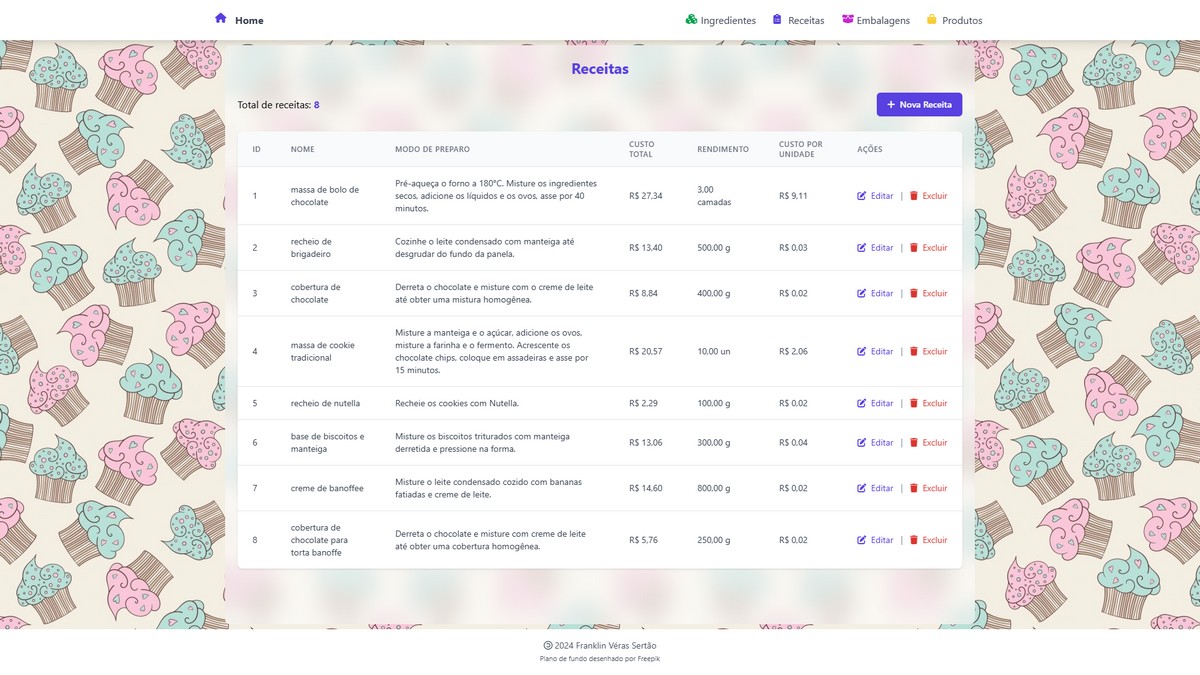 Home
Ingredientes
Receitas
Embalagens
Produtos
Receitas
Total de receitas: 8
+ Nova Receita
ID
NOME
MODO DE PREPARO
CUSTO
TOTAL
RENDIMENTO
CUSTO POR
UNIDADE
AÇÕES
1
massa de bolo de
chocolate
Pré-aqueça o forno a 180°C. Misture os ingredientes
secos, adicione os líquidos e os ovos, asse por 40
minutos.
R$ 27,34
3,00
camadas
R$ 9,11
Editar | Excluir
2
recheio de
brigadeiro
Cozinhe o leite condensado com manteiga até
desgrudar do fundo da panela.
R$ 13,40
500,00 g
R$ 0,03
Editar | Excluir
3
cobertura de
chocolate
Derreta o chocolate e misture com o creme de leite
até obter uma mistura homogênea.
R$ 8,84
400,00 g
R$ 0,02
Editar | Excluir
4
massa de cookie
tradicional
Misture a manteiga e o açúcar, adicione os ovos,
misture a farinha e o fermento. Acrescente os
chocolate chips, coloque em assadeiras e asse por
15 minutos.
R$ 20,57
10,00 un
R$ 2,06
Editar | Excluir
5
recheio de nutella
Recheie os cookies com Nutella.
R$ 2,29
100,00 g
R$ 0,02
Editar | Excluir
6
base de biscoitos e
manteiga
Misture os biscoitos triturados com manteiga
derretida e pressione na forma.
R$ 13,06
300,00 g
R$ 0,04
Editar | Excluir
7
creme de banoffee
Misture o leite condensado cozido com bananas
fatiadas e creme de leite.
R$ 14,60
800,00 g
R$ 0,02
Editar | Excluir
8
cobertura de
chocolate para
torta banoffe
Derreta o chocolate e misture com creme de leite
até obter uma cobertura homogênea.
R$ 5,76
250,00 g
R$ 0,02
Editar | Excluir
2024 Franklin Véras Sertão
Plano de fundo desenhado por Freepik